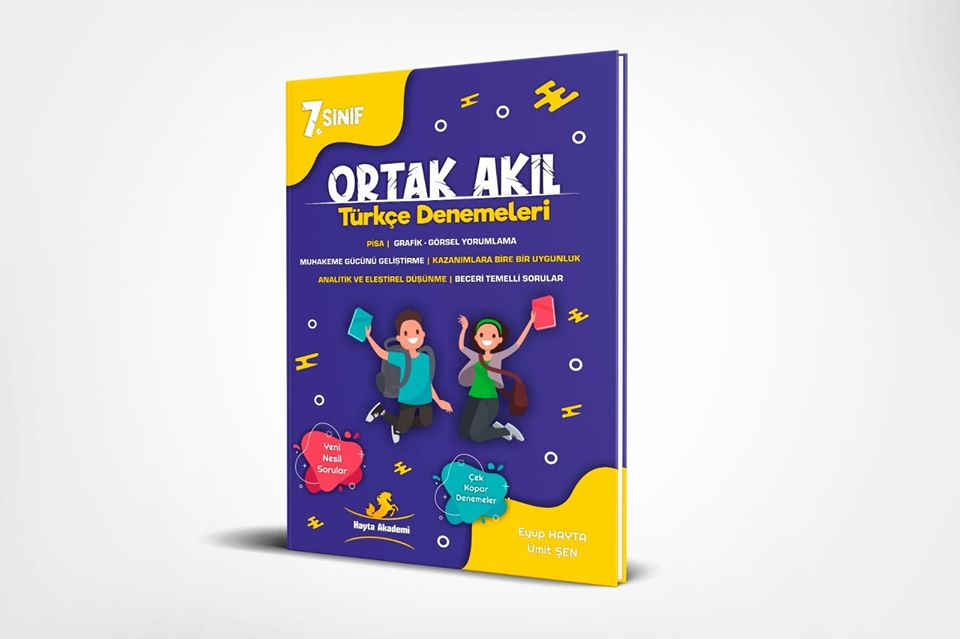 7. SINIF
ORTAK AKIL
Türkçe Denemeleri
PISA | GRAFİK - GÖRSEL YORUMLAMA
MUHAKEME GÜCÜNÜ GELİŞTİRME | KAZANIMLARA BİRE BİR UYGUNLUK
ANALİTİK VE ELEŞTİREL DÜŞÜNME | BECERİ TEMELLİ SORULAR
Yeni
Nesil
Sorular
Çek
Kopar
Denemeler
Hayta Akademi
Eyüp HAYTA
Ümit ŞEN